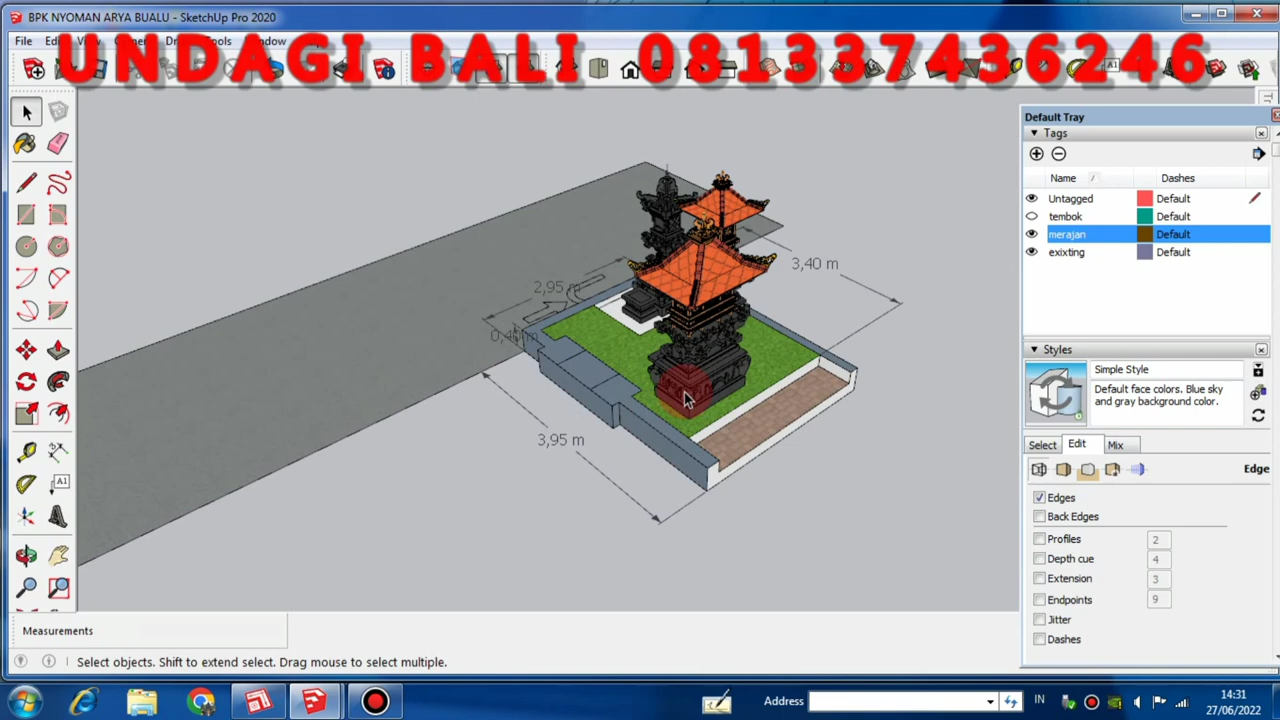 BPK NYOMAN ARYA BUALU - SketchUp Pro 2020
File
UNDAGI BALI 081337436246
Default Tray
Tags
Name Dashes
Untagged Default
tembok Default
merajan Default
exixting Default
3,40 m
2,95 m
0,40m
3,95 m
Styles
Simple Style
Default face colors. Blue sky
and gray background color.
Select Edit Mix
Edge
Edges
Back Edges
Profiles 2
Depth cue 4
Extension 3
Endpoints 9
Jitter
Dashes
A1
A1
Measurements
Select objects. Shift to extend select. Drag mouse to select multiple.
Address
IN
14:31
27/06/2022